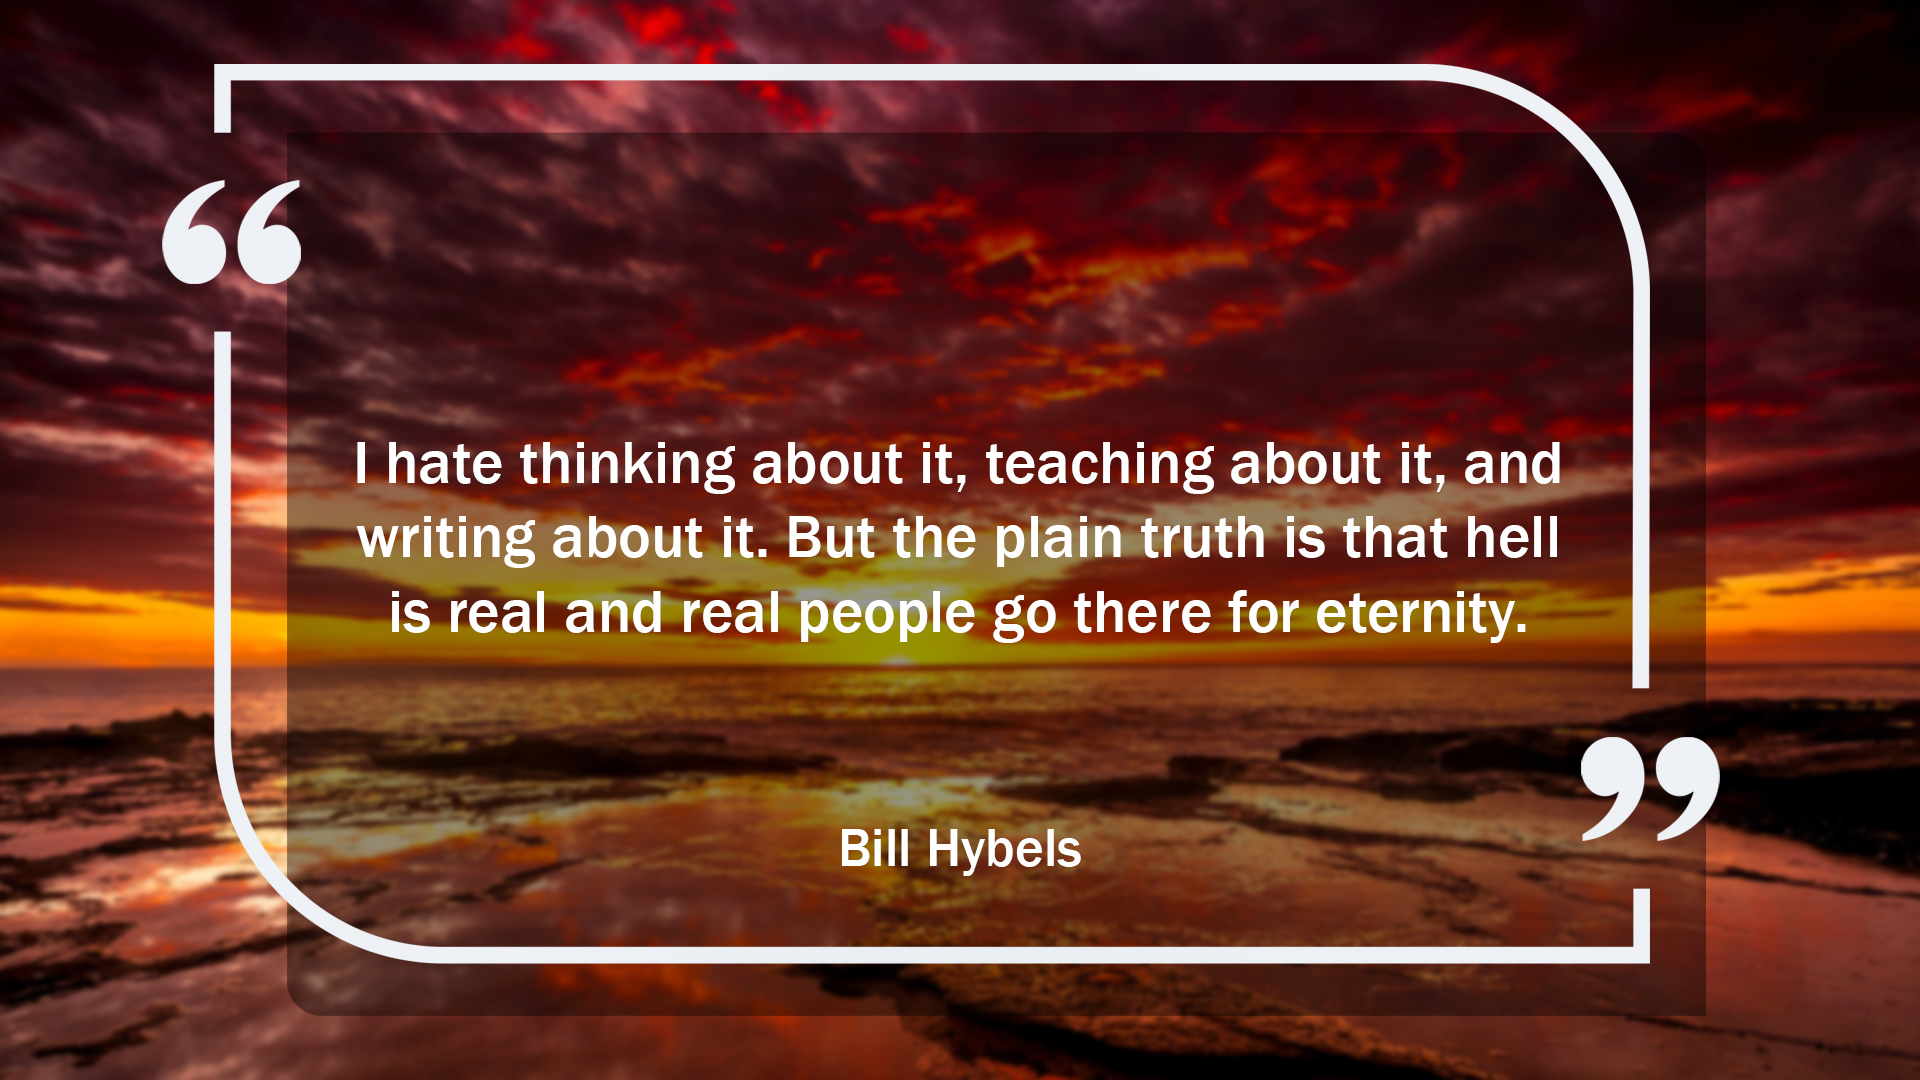 I hate thinking about it, teaching about it, and
writing about it. But the plain truth is that hell
is real and real people go there for eternity.
Bill Hybels